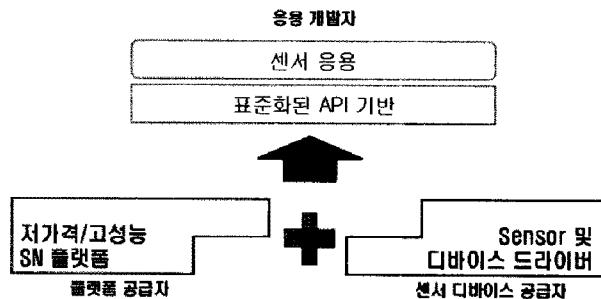 응용 개발자
센서 응용
표준화된 API 기반
저가격/고성능
SN 플랫폼
플랫폼 공급자
Sensor 및
디바이스 드라이버
센서 디바이스 공급자